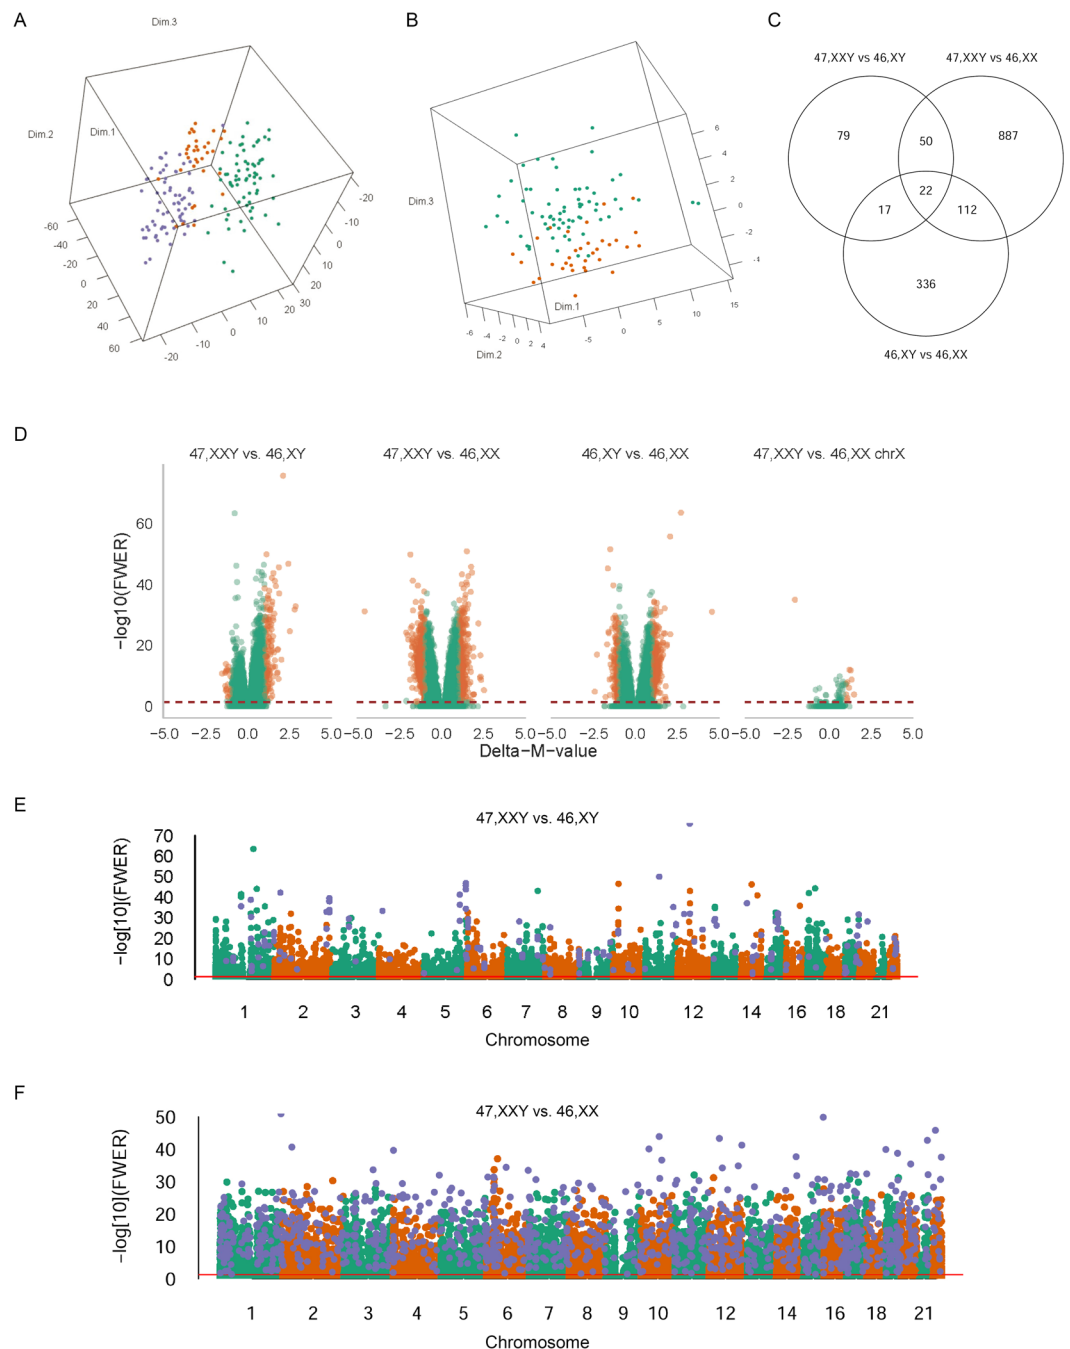 A
Dim.3
Dim.2
Dim.1
-60
-40
-20
0
20
40
60
-20
-10
0
10
20
30
20
10
0
-10
-20
B
Dim.3
6
4
2
0
-2
-4
Dim.1
-6
-4
-2
0
2
4
-5
0
5
10
15
Dim.2
C
47,XXY vs 46,XY
47,XXY vs 46,XX
79
50
887
22
17
112
336
46,XY vs 46,XX
D
47,XXY vs. 46,XY
47,XXY vs. 46,XX
46,XY vs. 46,XX
47,XXY vs. 46,XX chrX
−log10(FWER)
60
40
20
0
−5.0 −2.5 0.0 2.5 5.0
−5.0 −2.5 0.0 2.5 5.0
−5.0 −2.5 0.0 2.5 5.0
−5.0 −2.5 0.0 2.5 5.0
Delta−M−value
E
47,XXY vs. 46,XY
−log[10](FWER)
70
60
50
40
30
20
10
0
1 2 3 4 5 6 7 8 9 10 12 14 16 18 21
Chromosome
F
47,XXY vs. 46,XX
−log[10](FWER)
50
40
30
20
10
0
1 2 3 4 5 6 7 8 9 10 12 14 16 18 21
Chromosome